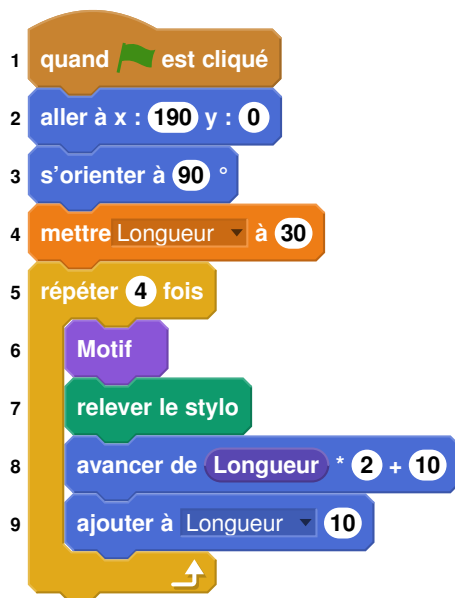 1 quand est cliqué
2 aller à x : 190 y : 0
3 s'orienter à 90 °
4 mettre Longueur à 30
5 répéter 4 fois
6 Motif
7 relever le stylo
8 avancer de Longueur * 2 + 10
9 ajouter à Longueur 10